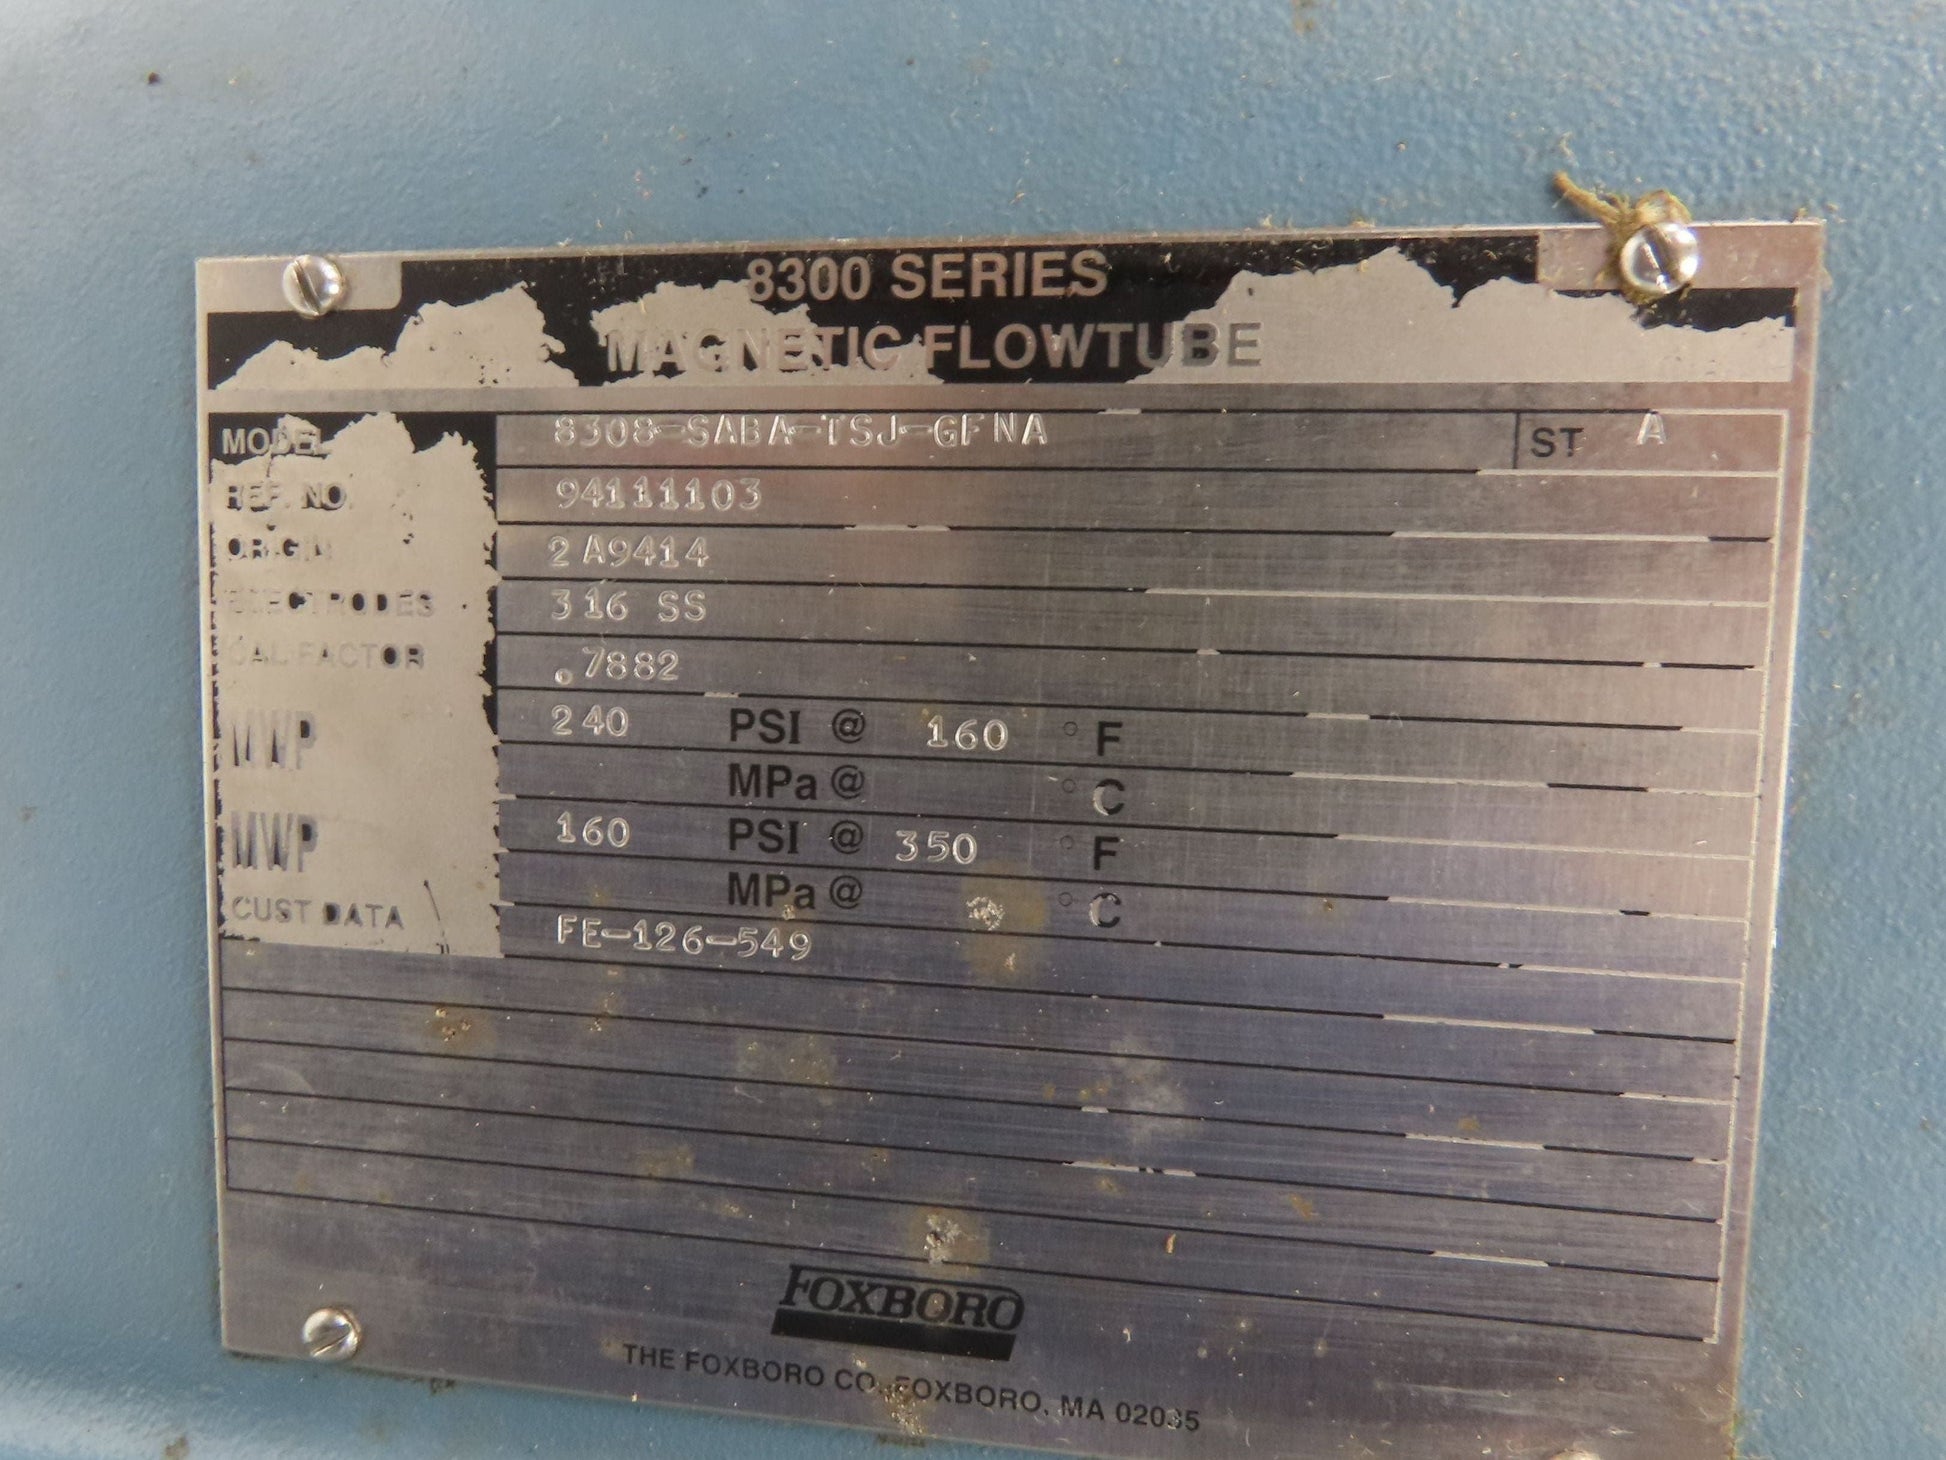 8300 SERIES
MAGNETIC FLOWTUBE
MODEL 8308-SABA-TSJ-GFNA ST A
REF. NO. 94111103
ORIGIN 2A9414
ELECTRODES 316 SS
CAL FACTOR .7882
MWP 240 PSI @ 160 °F
MPa @ °C
MWP 160 PSI @ 350 °F
MPa @ °C
CUST DATA FE-126-549
FOXBORO
THE FOXBORO CO. FOXBORO, MA 02035